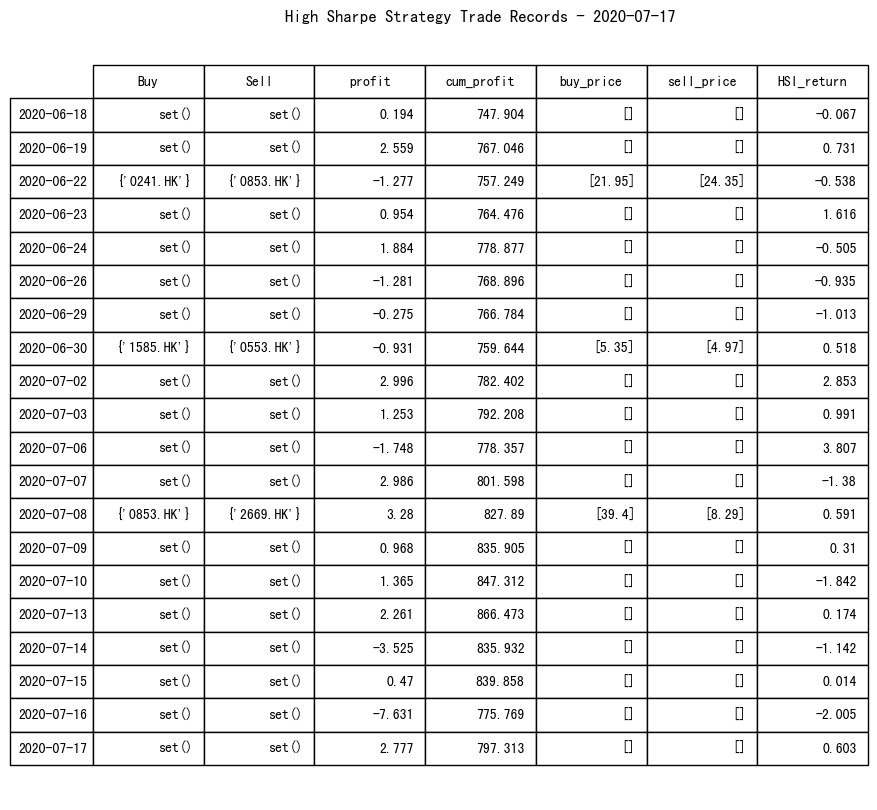 High Sharpe Strategy Trade Records - 2020-07-17
Buy Sell profit cum_profit buy_price sell_price HSI_return
2020-06-18 set() set() 0.194 747.904 [] [] -0.067
2020-06-19 set() set() 2.559 767.046 [] [] 0.731
2020-06-22 {'0241.HK'} {'0853.HK'} -1.277 757.249 [21.95] [24.35] -0.538
2020-06-23 set() set() 0.954 764.476 [] [] 1.616
2020-06-24 set() set() 1.884 778.877 [] [] -0.505
2020-06-26 set() set() -1.281 768.896 [] [] -0.935
2020-06-29 set() set() -0.275 766.784 [] [] -1.013
2020-06-30 {'1585.HK'} {'0553.HK'} -0.931 759.644 [5.35] [4.97] 0.518
2020-07-02 set() set() 2.996 782.402 [] [] 2.853
2020-07-03 set() set() 1.253 792.208 [] [] 0.991
2020-07-06 set() set() -1.748 778.357 [] [] 3.807
2020-07-07 set() set() 2.986 801.598 [] [] -1.38
2020-07-08 {'0853.HK'} {'2669.HK'} 3.28 827.89 [39.4] [8.29] 0.591
2020-07-09 set() set() 0.968 835.905 [] [] 0.31
2020-07-10 set() set() 1.365 847.312 [] [] -1.842
2020-07-13 set() set() 2.261 866.473 [] [] 0.174
2020-07-14 set() set() -3.525 835.932 [] [] -1.142
2020-07-15 set() set() 0.47 839.858 [] [] 0.014
2020-07-16 set() set() -7.631 775.769 [] [] -2.005
2020-07-17 set() set() 2.777 797.313 [] [] 0.603